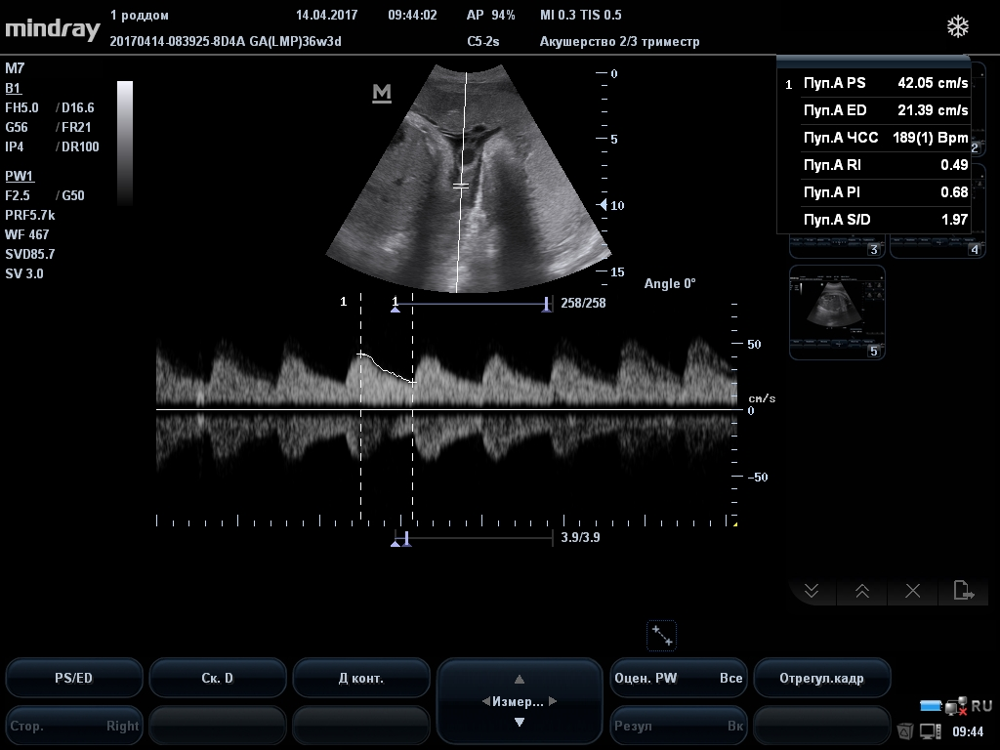 mindray
1 роддом 14.04.2017 09:44:02 AP 94% MI 0.3 TIS 0.5
20170414-083925-8D4A GA(LMP)36w3d C5-2s Акушерство 2/3 триместр
M7
B1
FH5.0 / D16.6
G56 / FR21
IP4 / DR100
PW1
F2.5 / G50
PRF5.7k
WF 467
SVD85.7
SV 3.0
M
0
5
10
15
1 Пуп.А PS 42.05 cm/s
Пуп.А ED 21.39 cm/s
Пуп.А ЧСС 189(1) Bpm
Пуп.А RI 0.49
Пуп.А PI 0.68
Пуп.А S/D 1.97
2
3
4
5
Angle 0°
1 1 258/258
50
cm/s
0
-50
3.9/3.9
PS/ED Ск. D Д конт. Измер... Оцен. PW Все Отрегул.кадр
Стор. Right Резул Вк
RU
09:44